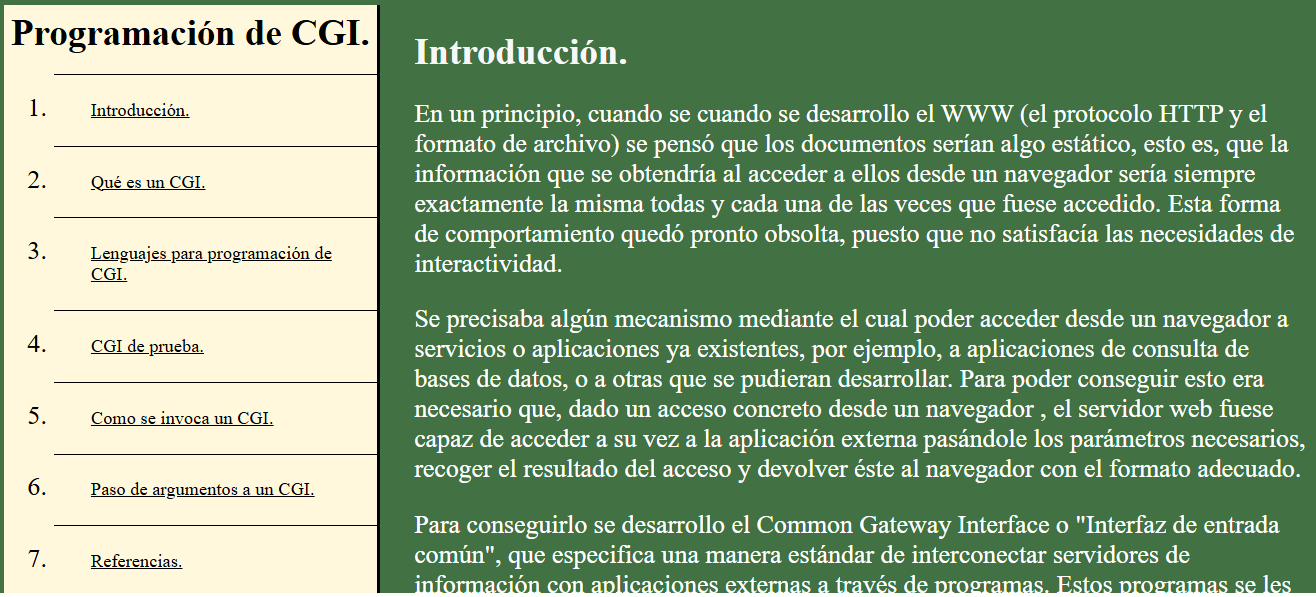 Programación de CGI.
1. Introducción.
2. Qué es un CGI.
3. Lenguajes para programación de
CGI.
4. CGI de prueba.
5. Como se invoca un CGI.
6. Paso de argumentos a un CGI.
7. Referencias.
Introducción.
En un principio, cuando se cuando se desarrollo el WWW (el protocolo HTTP y el
formato de archivo) se pensó que los documentos serían algo estático, esto es, que la
información que se obtendría al acceder a ellos desde un navegador sería siempre
exactamente la misma todas y cada una de las veces que fuese accedido. Esta forma
de comportamiento quedó pronto obsolta, puesto que no satisfacía las necesidades de
interactividad.
Se precisaba algún mecanismo mediante el cual poder acceder desde un navegador a
servicios o aplicaciones ya existentes, por ejemplo, a aplicaciones de consulta de
bases de datos, o a otras que se pudieran desarrollar. Para poder conseguir esto era
necesario que, dado un acceso concreto desde un navegador , el servidor web fuese
capaz de acceder a su vez a la aplicación externa pasándole los parámetros necesarios,
recoger el resultado del acceso y devolver éste al navegador con el formato adecuado.
Para conseguirlo se desarrollo el Common Gateway Interface o "Interfaz de entrada
común", que especifica una manera estándar de interconectar servidores de
información con aplicaciones externas a través de programas. Estos programas se les